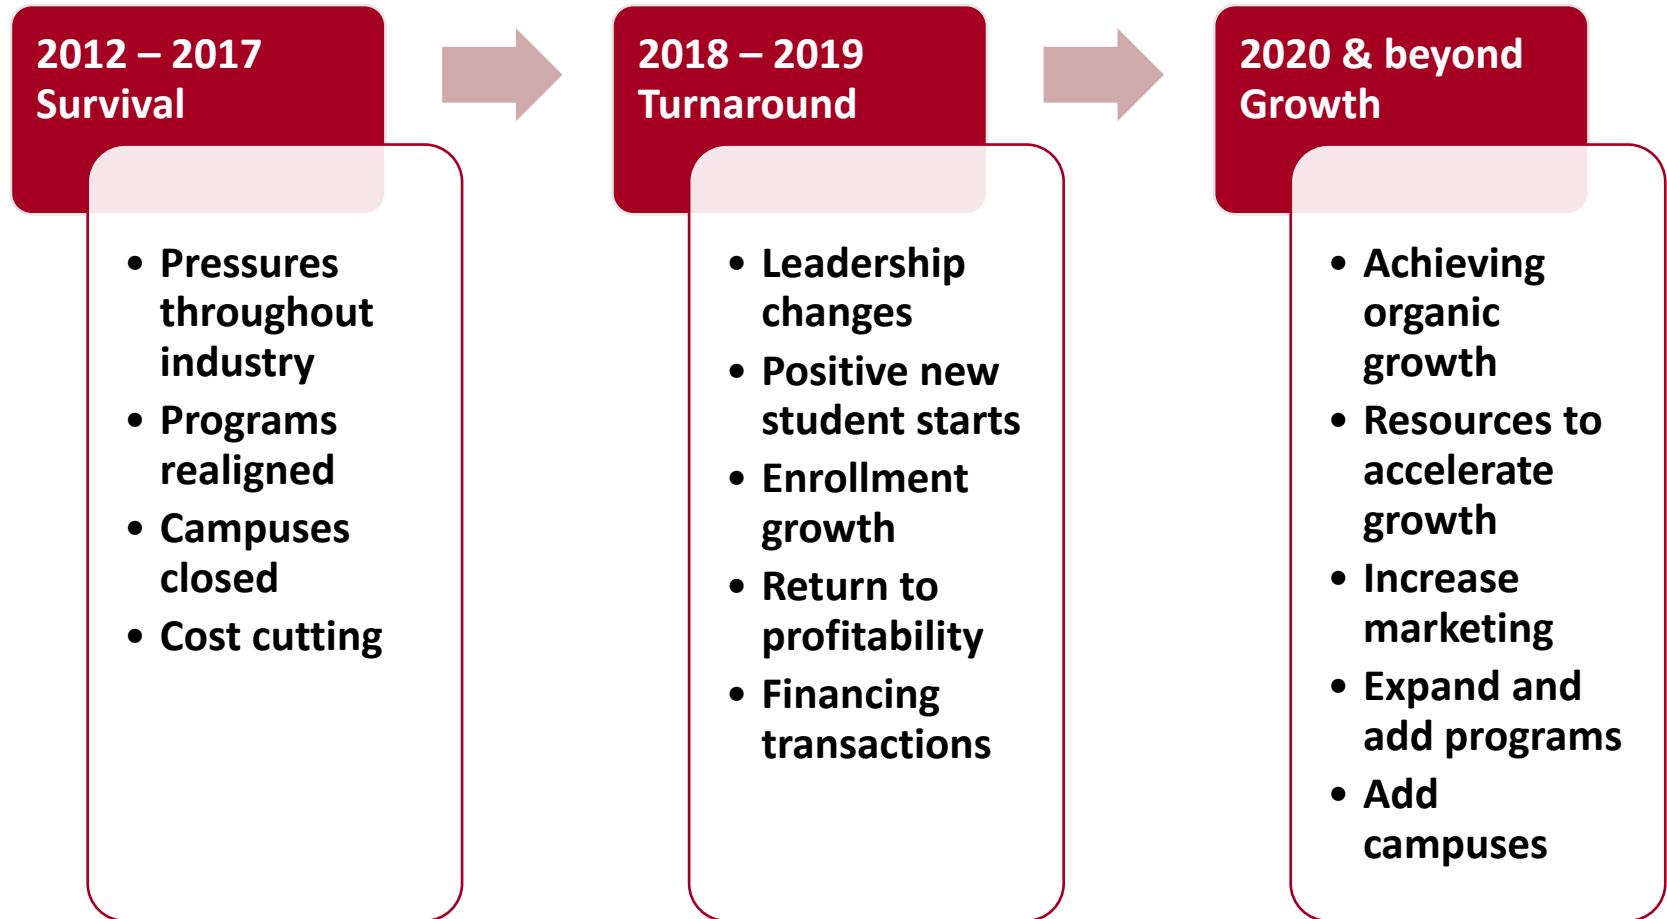 2012 – 2017
Survival
• Pressures
throughout
industry
• Programs
realigned
• Campuses
closed
• Cost cutting
2018 – 2019
Turnaround
• Leadership
changes
• Positive new
student starts
• Enrollment
growth
• Return to
profitability
• Financing
transactions
2020 & beyond
Growth
• Achieving
organic
growth
• Resources to
accelerate
growth
• Increase
marketing
• Expand and
add programs
• Add
campuses